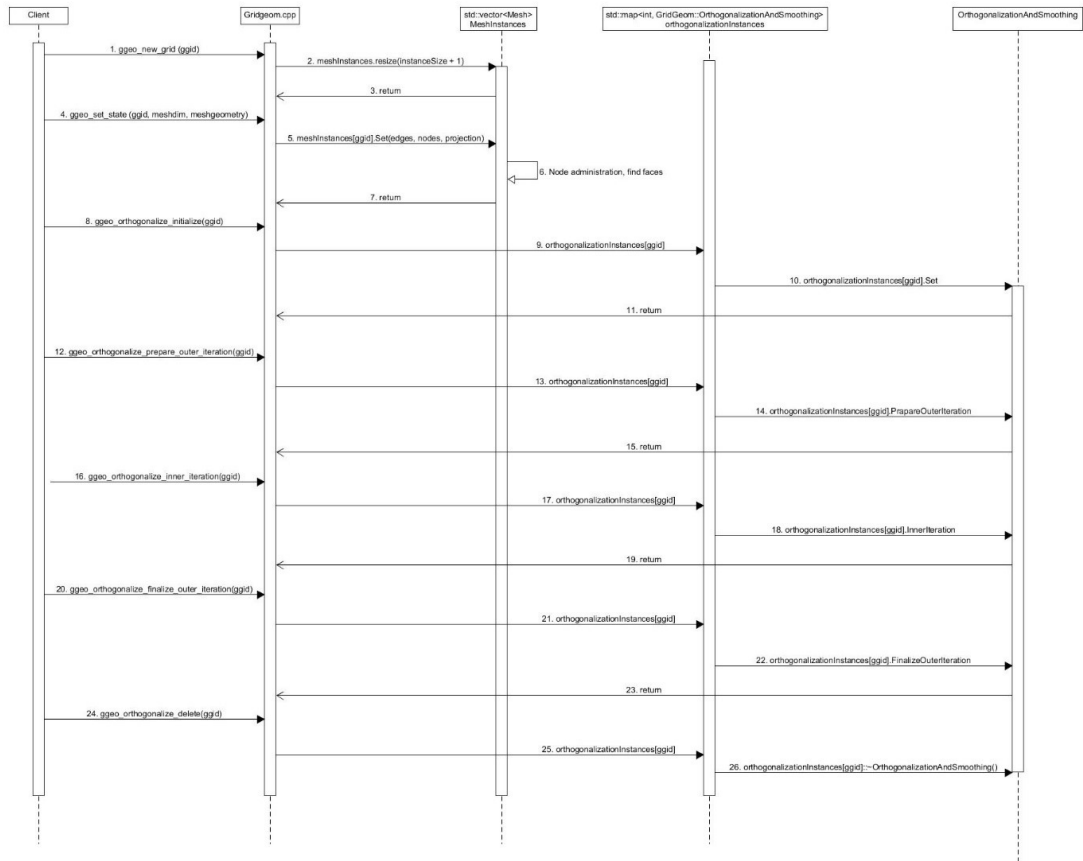 Client
Gridgeom.cpp
std::vector<Mesh>
MeshInstances
std::map<int, GridGeom::OrthogonalizationAndSmoothing>
orthogonalizationInstances
OrthogonalizationAndSmoothing
1. ggeo_new_grid (ggid)
2. meshInstances.resize(instanceSize + 1)
3. return
4. ggeo_set_state (ggid, meshdim, meshgeometry)
5. meshInstances[ggid].Set(edges, nodes, projection)
6. Node administration, find faces
7. return
8. ggeo_orthogonalize_initialize(ggid)
9. orthogonalizationInstances[ggid]
10. orthogonalizationInstances[ggid].Set
11. return
12. ggeo_orthogonalize_prepare_outer_iteration(ggid)
13. orthogonalizationInstances[ggid]
14. orthogonalizationInstances[ggid].PrapareOuterIteration
15. return
16. ggeo_orthogonalize_inner_iteration(ggid)
17. orthogonalizationInstances[ggid]
18. orthogonalizationInstances[ggid].InnerIteration
19. return
20. ggeo_orthogonalize_finalize_outer_iteration(ggid)
21. orthogonalizationInstances[ggid]
22. orthogonalizationInstances[ggid].FinalizeOuterIteration
23. return
24. ggeo_orthogonalize_delete(ggid)
25. orthogonalizationInstances[ggid]
26. orthogonalizationInstances[ggid]::~OrthogonalizationAndSmoothing()